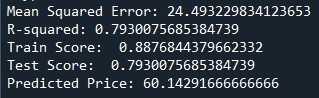 Mean Squared Error: 24.493229834123653
R-squared: 0.7930075685384739
Train Score:  0.8876844379662332
Test Score:  0.7930075685384739
Predicted Price: 60.14291666666666